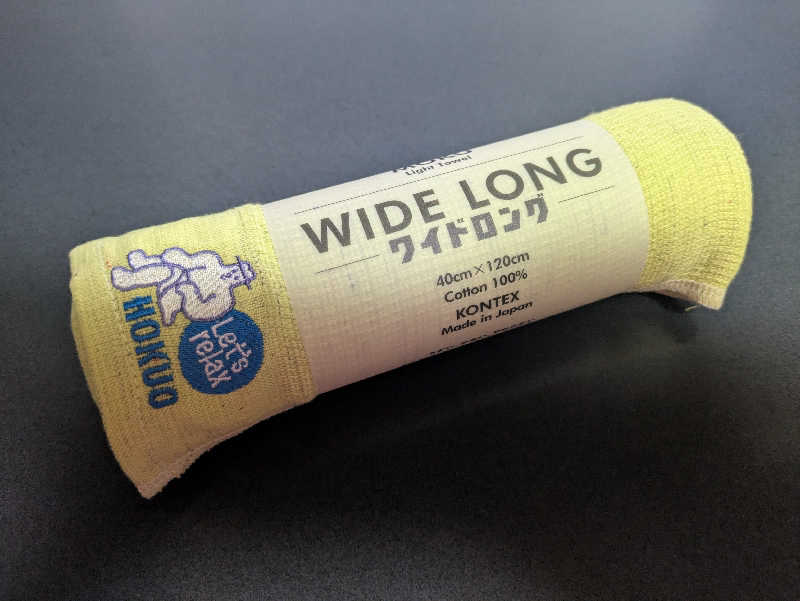 Light Towel
WIDE LONG
ワイドロング
40cm×120cm
Cotton 100%
KONTEX
Made in Japan
Let's
relax
HOKUO